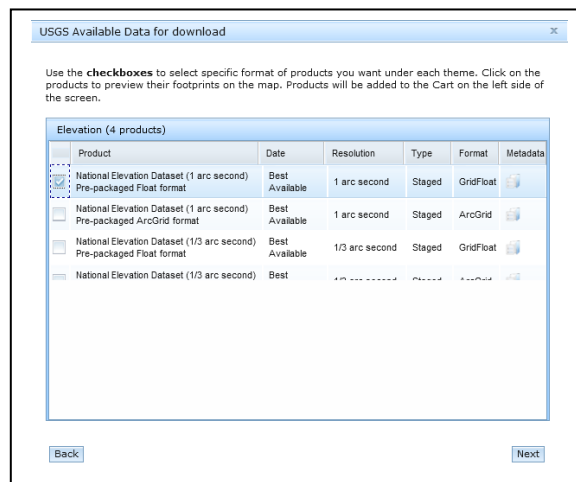 USGS Available Data for download x
Use the checkboxes to select specific format of products you want under each theme. Click on the
products to preview their footprints on the map. Products will be added to the Cart on the left side of
the screen.
Elevation (4 products)
Product Date Resolution Type Format Metadata
National Elevation Dataset (1 arc second) Best
Pre-packaged Float format Available 1 arc second Staged GridFloat
National Elevation Dataset (1 arc second) Best
Pre-packaged ArcGrid format Available 1 arc second Staged ArcGrid
National Elevation Dataset (1/3 arc second) Best
Pre-packaged Float format Available 1/3 arc second Staged GridFloat
National Elevation Dataset (1/3 arc second) Best
Back Next